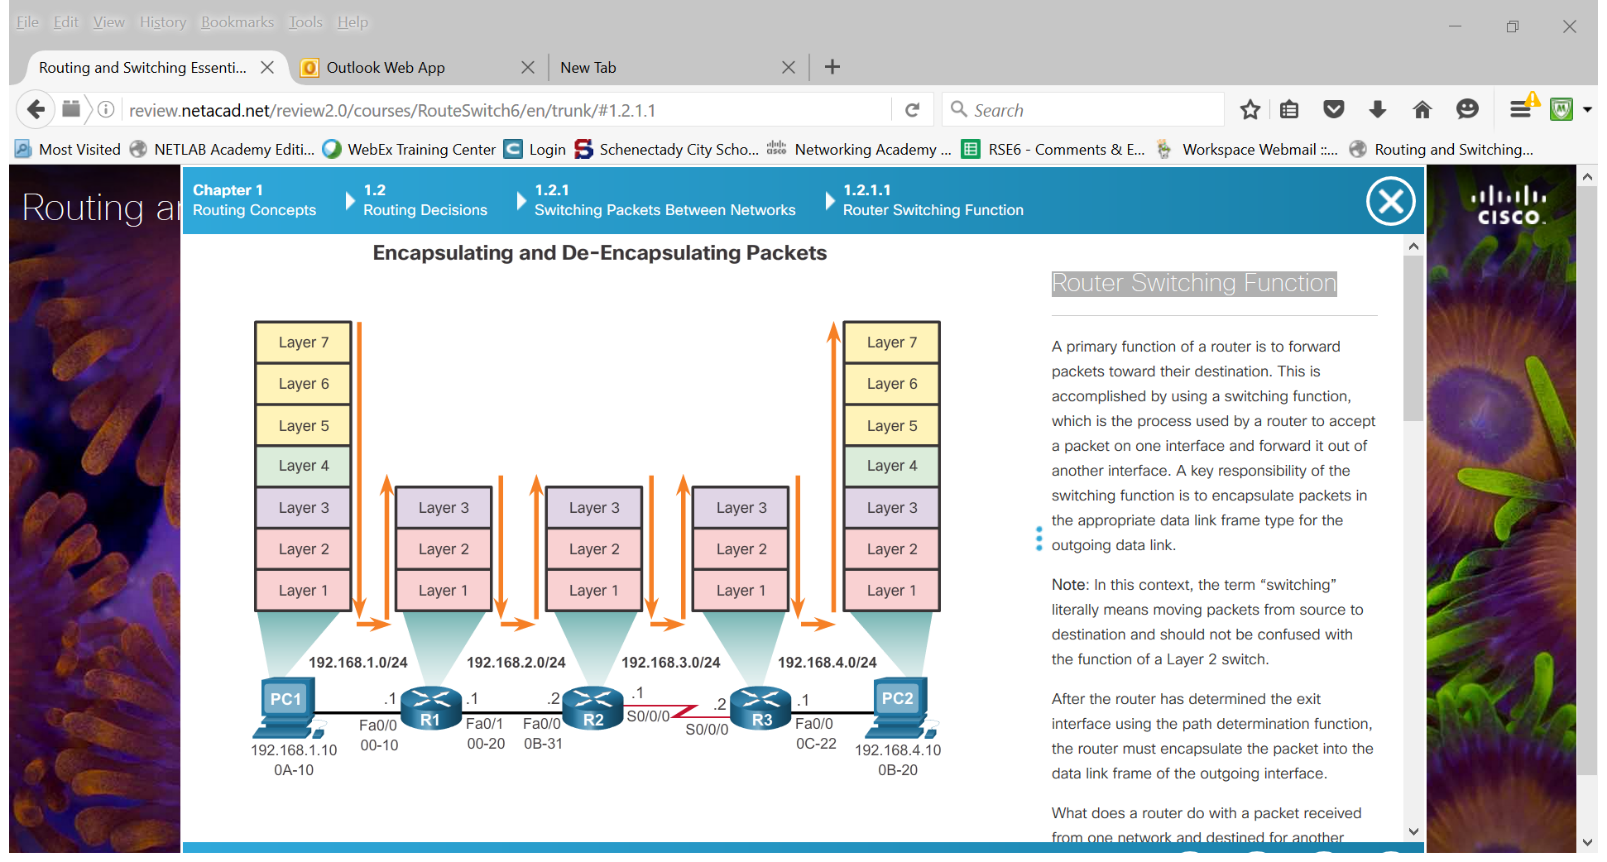 File Edit View History Bookmarks Tools Help
Routing and Switching Essenti...
Outlook Web App
New Tab
review.netacad.net/review2.0/courses/RouteSwitch6/en/trunk/#1.2.1.1
Search
Most Visited NETLAB Academy Editi... WebEx Training Center Login Schenectady City Scho... Networking Academy ... RSE6 - Comments & E... Workspace Webmail ::... Routing and Switching...
Routing a
Chapter 1
Routing Concepts
1.2
Routing Decisions
1.2.1
Switching Packets Between Networks
1.2.1.1
Router Switching Function
CISCO
Encapsulating and De-Encapsulating Packets
Layer 7
Layer 6
Layer 5
Layer 4
Layer 3
Layer 2
Layer 1
Layer 3
Layer 2
Layer 1
Layer 3
Layer 2
Layer 1
Layer 3
Layer 2
Layer 1
Layer 7
Layer 6
Layer 5
Layer 4
Layer 3
Layer 2
Layer 1
192.168.1.0/24 192.168.2.0/24 192.168.3.0/24 192.168.4.0/24
PC1
192.168.1.10
0A-10
.1
Fa0/0
00-10
R1
.1
Fa0/1
00-20
.2
Fa0/0
0B-31
R2
.1
S0/0/0
.2
S0/0/0
R3
.1
Fa0/0
0C-22
PC2
192.168.4.10
0B-20
Router Switching Function
A primary function of a router is to forward
packets toward their destination. This is
accomplished by using a switching function,
which is the process used by a router to accept
a packet on one interface and forward it out of
another interface. A key responsibility of the
switching function is to encapsulate packets in
the appropriate data link frame type for the
outgoing data link.
Note: In this context, the term “switching”
literally means moving packets from source to
destination and should not be confused with
the function of a Layer 2 switch.
After the router has determined the exit
interface using the path determination function,
the router must encapsulate the packet into the
data link frame of the outgoing interface.
What does a router do with a packet received
from one network and destined for another